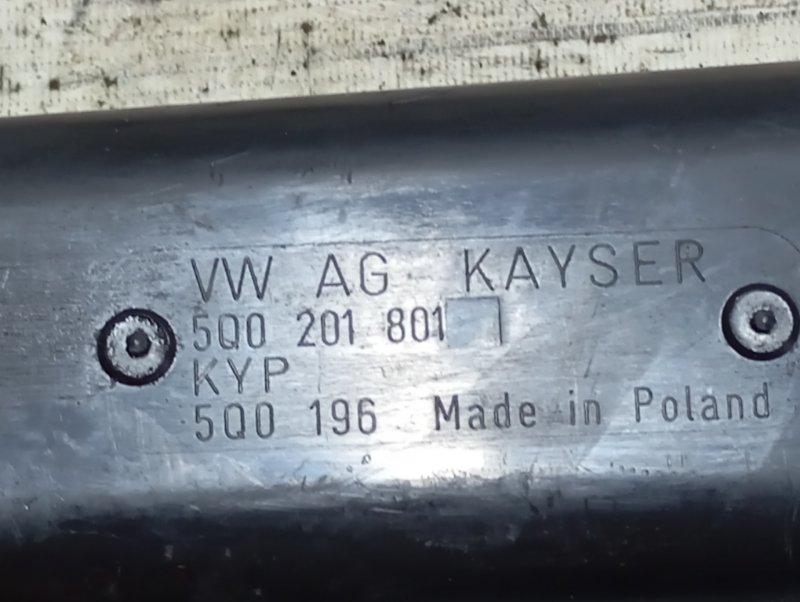 VW AG KAYSER
5Q0 201 801
KYP
5Q0 196 Made in Poland